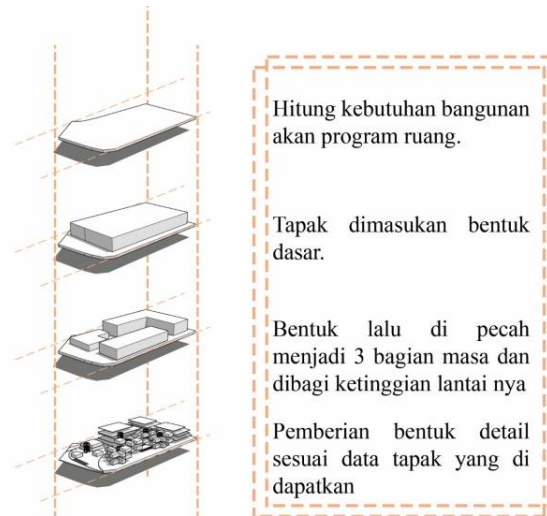 Hitung kebutuhan bangunan
akan program ruang.
Tapak dimasukan bentuk
dasar.
Bentuk lalu di pecah
menjadi 3 bagian masa dan
dibagi ketinggian lantai nya
Pemberian bentuk detail
sesuai data tapak yang di
dapatkan